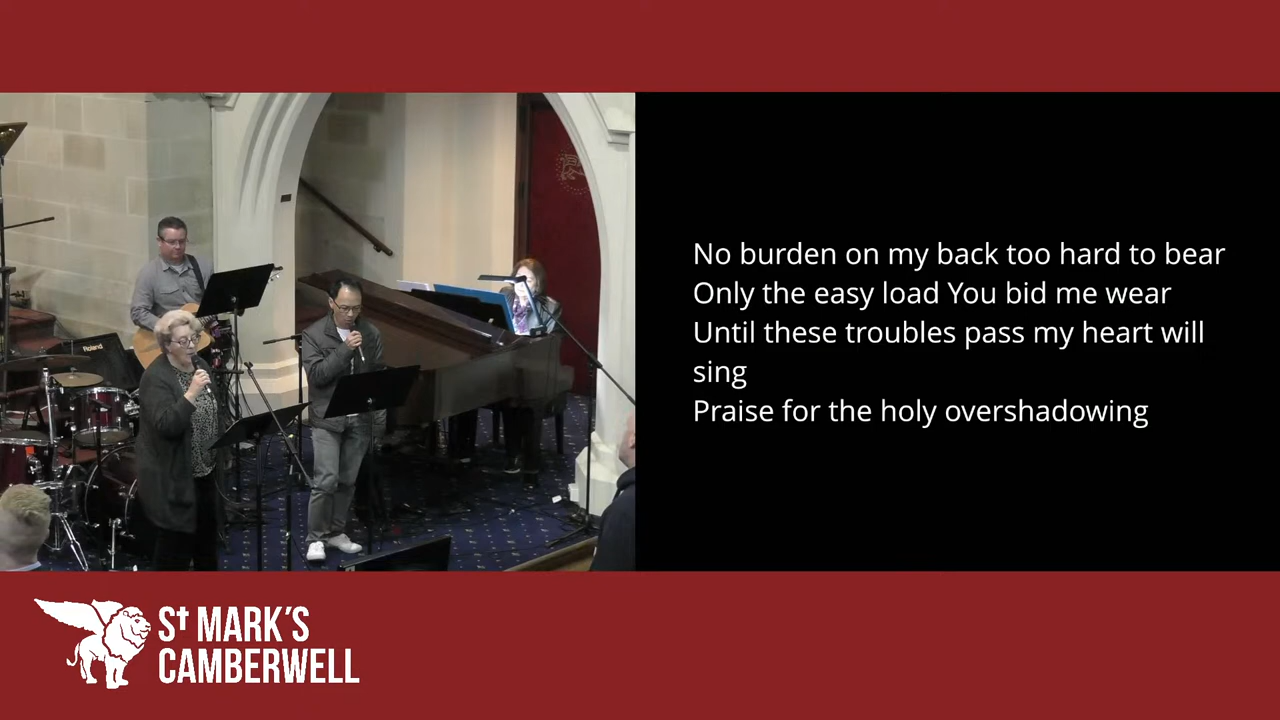 No burden on my back too hard to bear
Only the easy load You bid me wear
Until these troubles pass my heart will
sing
Praise for the holy overshadowing
Roland
St MARK'S
CAMBERWELL